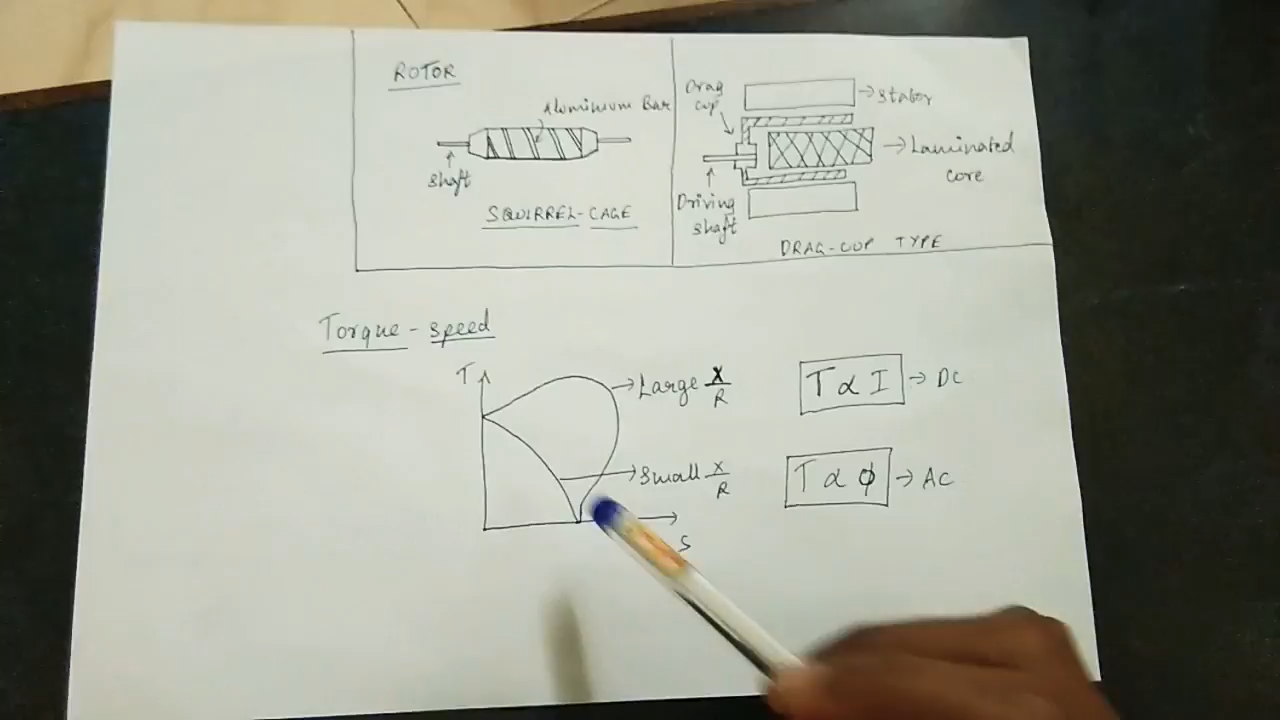 ROTOR
Aluminium Bar
shaft
SQUIRREL-CAGE
Drag
cup
→Stator
→Laminated
core
Driving
shaft
DRAG-CUP TYPE
Torque-speed
T
→Large X/R
→Small X/R
S
T α I → DC
T α ϕ → AC